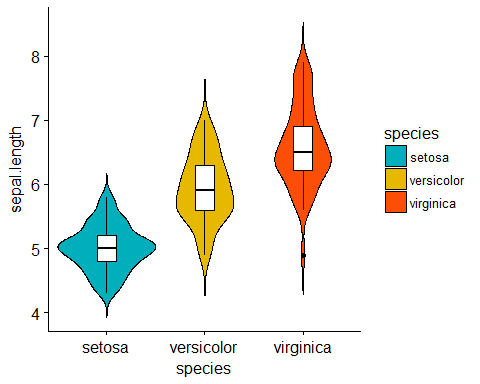 8
7
6
5
4
sepal.length
setosa versicolor virginica
species
species
setosa
versicolor
virginica